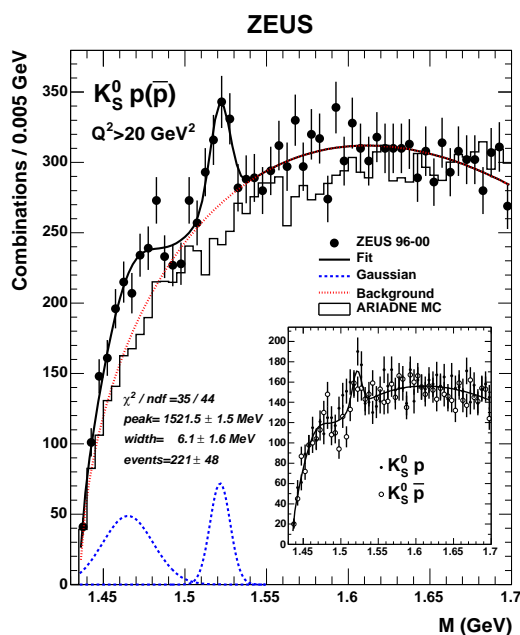 ZEUS
Combinations / 0.005 GeV
350
300
250
200
150
100
50
0
K⁰_S p(p̅)
Q²>20 GeV²
ZEUS 96-00
Fit
Gaussian
Background
ARIADNE MC
χ² / ndf =35 / 44
peak= 1521.5 ± 1.5 MeV
width= 6.1 ± 1.6 MeV
events=221 ± 48
200
180
160
140
120
100
80
60
40
20
0
K⁰_S p
K⁰_S p̅
1.45 1.5 1.55 1.6 1.65 1.7
1.45 1.5 1.55 1.6 1.65 1.7
M (GeV)